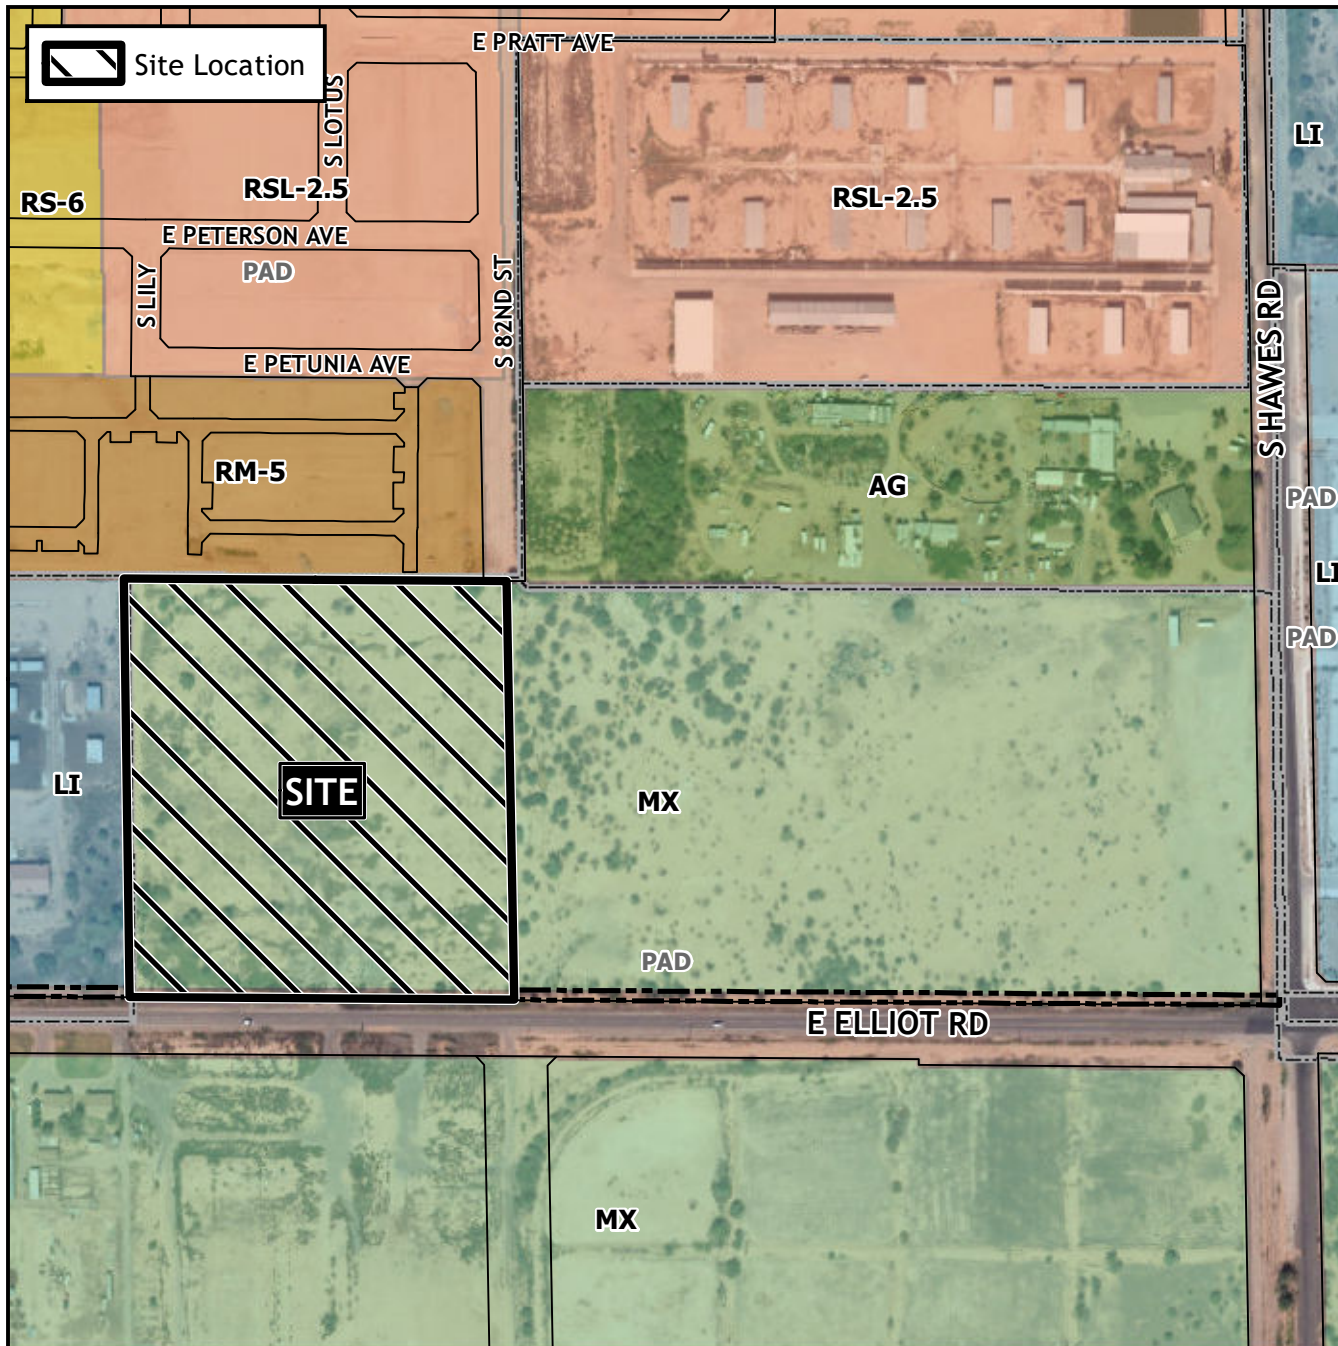 E PRATT AVE
Site Location
S LOTUS
LI
RSL-2.5
RS-6
RSL-2.5
E PETERSON AVE
PAD
S LILY
S 82ND ST
S HAWES RD
E PETUNIA AVE
RM-5
AG
PAD
LI
PAD
SITE
LI
MX
PAD
E ELLIOT RD
MX